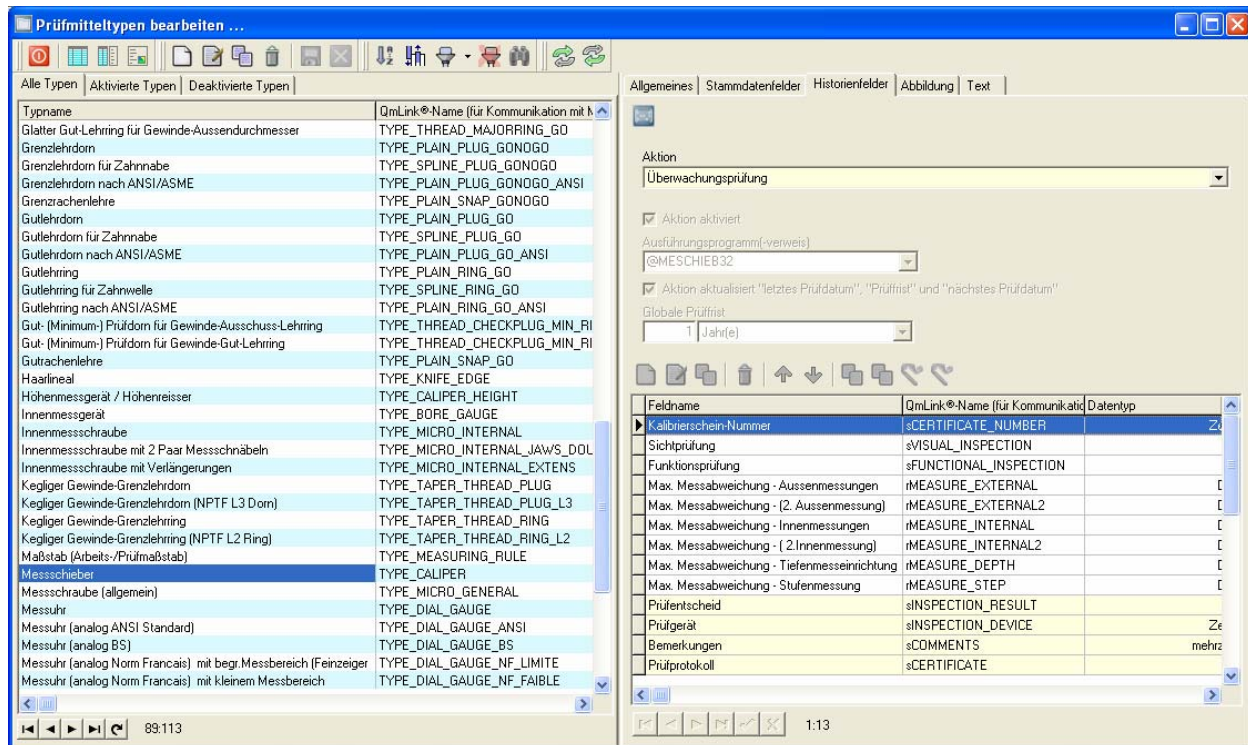 Prüfmitteltypen bearbeiten ...
Alle Typen Aktivierte Typen Deaktivierte Typen
Typname QmLink®-Name (für Kommunikation mit
Glatter Gut-Lehrring für Gewinde-Aussendurchmesser TYPE_THREAD_MAJORRING_GO
Grenzlehrdorn TYPE_PLAIN_PLUG_GONOGO
Grenzlehrdorn für Zahnnabe TYPE_SPLINE_PLUG_GONOGO
Grenzlehrdorn nach ANSI/ASME TYPE_PLAIN_PLUG_GONOGO_ANSI
Grenzrachenlehre TYPE_PLAIN_SNAP_GONOGO
Gutlehrdorn TYPE_PLAIN_PLUG_GO
Gutlehrdorn für Zahnnabe TYPE_SPLINE_PLUG_GO
Gutlehrdorn nach ANSI/ASME TYPE_PLAIN_PLUG_GO_ANSI
Gutlehrring TYPE_PLAIN_RING_GO
Gutlehrring für Zahnwelle TYPE_SPLINE_RING_GO
Gutlehrring nach ANSI/ASME TYPE_PLAIN_RING_GO_ANSI
Gut- (Minimum-) Prüfdorn für Gewinde-Ausschuss-Lehrring TYPE_THREAD_CHECKPLUG_MIN_RI
Gut- (Minimum-) Prüfdorn für Gewinde-Gut-Lehrring TYPE_THREAD_CHECKPLUG_MIN_RI
Gutrachenlehre TYPE_PLAIN_SNAP_GO
Haarlineal TYPE_KNIFE_EDGE
Höhenmessgerät / Höhenreisser TYPE_CALIPER_HEIGHT
Innenmessgerät TYPE_BORE_GAUGE
Innenmessschraube TYPE_MICRO_INTERNAL
Innenmessschraube mit 2 Paar Messschnäbeln TYPE_MICRO_INTERNAL_JAWS_DOU
Innenmessschraube mit Verlängerungen TYPE_MICRO_INTERNAL_EXTENS
Kegliger Gewinde-Grenzlehrdorn TYPE_TAPER_THREAD_PLUG
Kegliger Gewinde-Grenzlehrdorn (NPTF L3 Dorn) TYPE_TAPER_THREAD_PLUG_L3
Kegliger Gewinde-Grenzlehrring TYPE_TAPER_THREAD_RING
Kegliger Gewinde-Grenzlehrring (NPTF L2 Ring) TYPE_TAPER_THREAD_RING_L2
Maßstab (Arbeits-/Prüfmaßstab) TYPE_MEASURING_RULE
Messschieber TYPE_CALIPER
Messschraube (allgemein) TYPE_MICRO_GENERAL
Messuhr TYPE_DIAL_GAUGE
Messuhr (analog ANSI Standard) TYPE_DIAL_GAUGE_ANSI
Messuhr (analog BS) TYPE_DIAL_GAUGE_BS
Messuhr (analog Norm Francais) mit begr.Messbereich (Feinzeiger TYPE_DIAL_GAUGE_NF_LIMITE
Messuhr (analog Norm Francais) mit kleinem Messbereich TYPE_DIAL_GAUGE_NF_FAIBLE
89:113
Allgemeines Stammdatenfelder Historienfelder Abbildung Text
Aktion
Überwachungsprüfung
Aktion aktiviert
Ausführungsprogramm(-verweis)
@MESCHIEB32
Aktion aktualisiert "letztes Prüfdatum", "Prüffrist" und "nächstes Prüfdatum"
Globale Prüffrist
1 Jahr(e)
Feldname QmLink®-Name (für Kommunikatio Datentyp
Kalibrierschein-Nummer sCERTIFICATE_NUMBER
Sichtprüfung sVISUAL_INSPECTION
Funktionsprüfung sFUNCTIONAL_INSPECTION
Max. Messabweichung - Aussenmessungen rMEASURE_EXTERNAL
Max. Messabweichung - (2. Aussenmessung) rMEASURE_EXTERNAL2
Max. Messabweichung - Innenmessungen rMEASURE_INTERNAL
Max. Messabweichung - ( 2.Innenmessung) rMEASURE_INTERNAL2
Max. Messabweichung - Tiefenmesseinrichtung rMEASURE_DEPTH
Max. Messabweichung - Stufenmessung rMEASURE_STEP
Prüfentscheid sINSPECTION_RESULT
Prüfgerät sINSPECTION_DEVICE Ze
Bemerkungen sCOMMENTS mehrz
Prüfprotokoll sCERTIFICATE
1:13